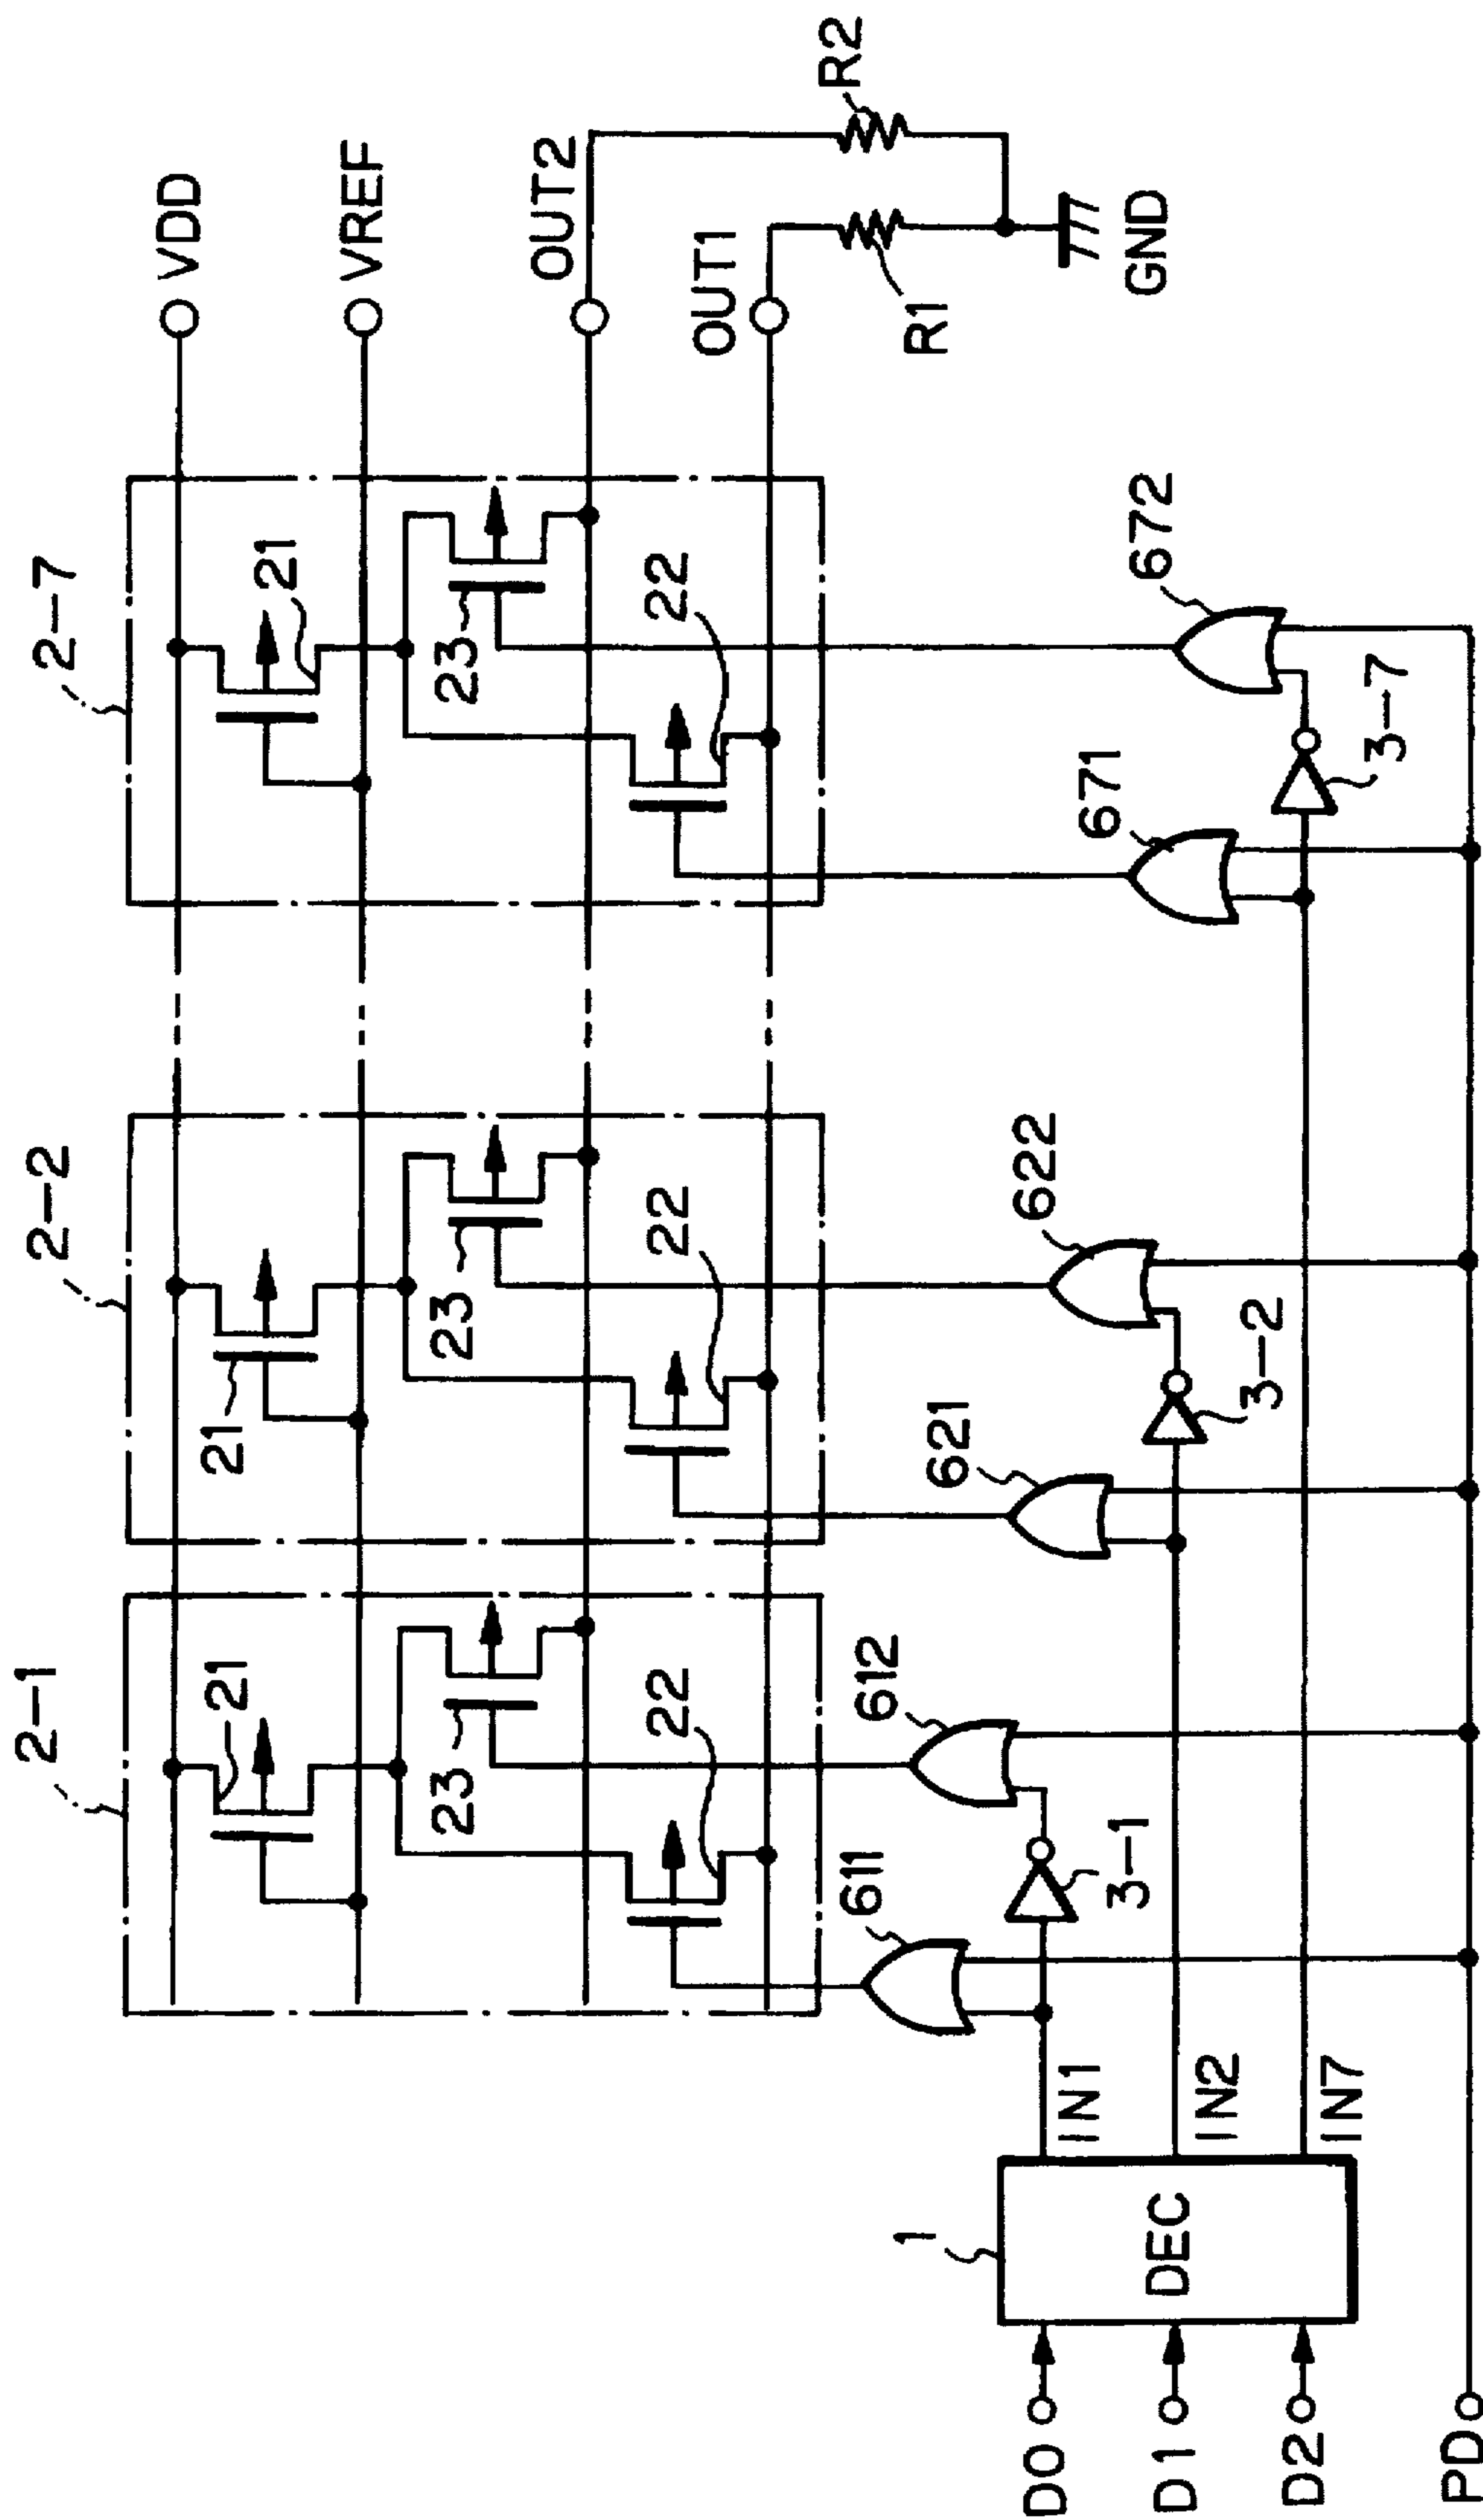 2-1
2-2
2-7
VDD
21
21
21
VREF
23
23
23
OUT2
22
22
22
OUT1
R2
R1
GND
611
612
621
622
671
672
3-1
3-2
3-7
1
DEC
IN1
IN2
IN7
D0
D1
D2
PD